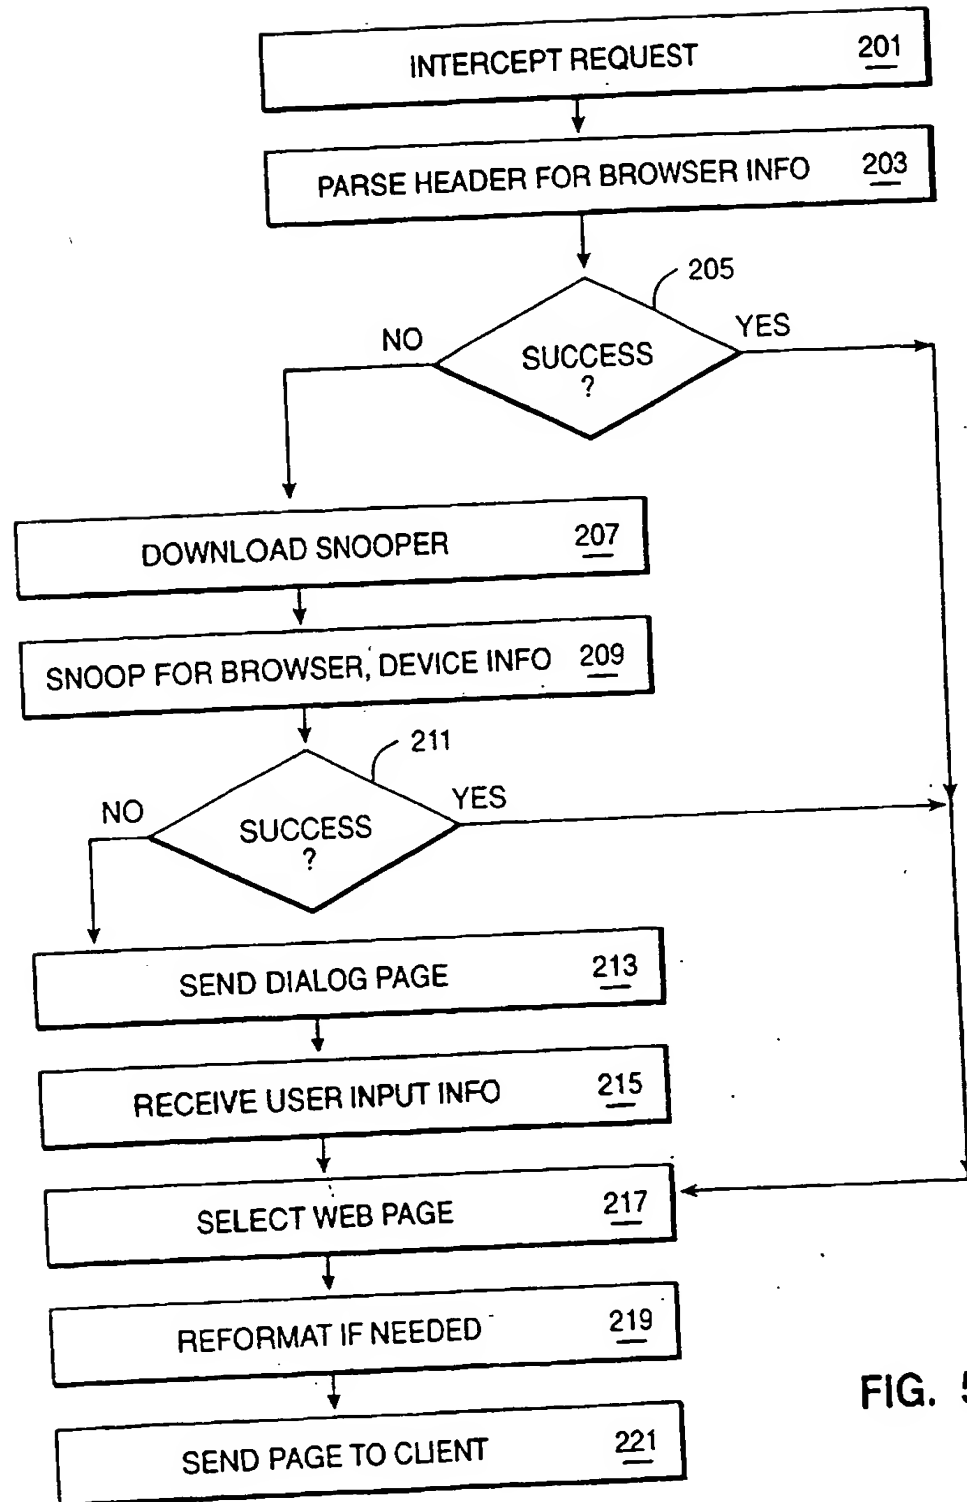 INTERCEPT REQUEST 201
PARSE HEADER FOR BROWSER INFO 203
205
NO
YES
SUCCESS
?
DOWNLOAD SNOOPER 207
SNOOP FOR BROWSER, DEVICE INFO 209
211
NO
YES
SUCCESS
?
SEND DIALOG PAGE 213
RECEIVE USER INPUT INFO 215
SELECT WEB PAGE 217
REFORMAT IF NEEDED 219
FIG. 5
SEND PAGE TO CLIENT 221